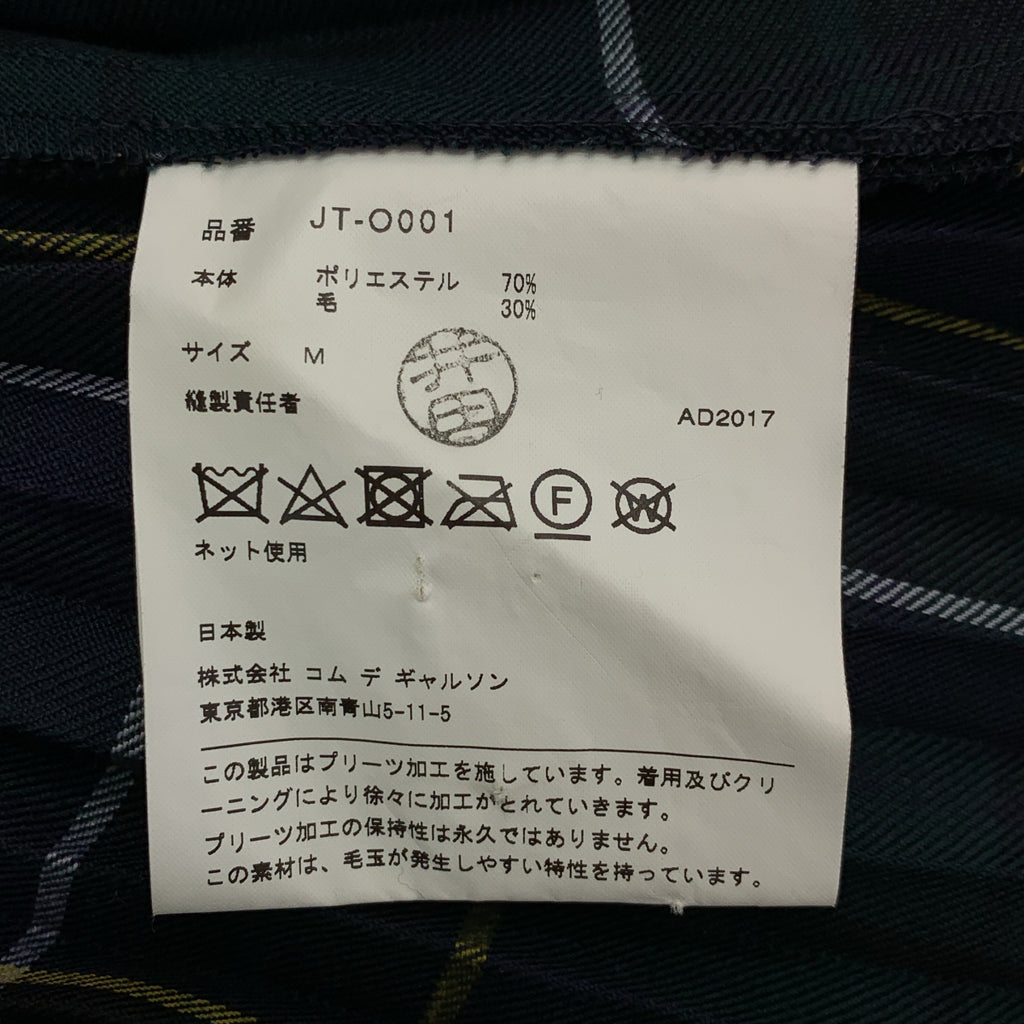 品番 JT-O001
本体 ポリエステル 70%
毛 30%
サイズ M
縫製責任者 井畄
AD2017
F
W
ネット使用
日本製
株式会社 コム デ ギャルソン
東京都港区南青山5-11-5
この製品はプリーツ加工を施しています。着用及びクリ
ーニングにより徐々に加工がとれていきます。
プリーツ加工の保持性は永久ではありません。
この素材は、毛玉が発生しやすい特性を持っています。